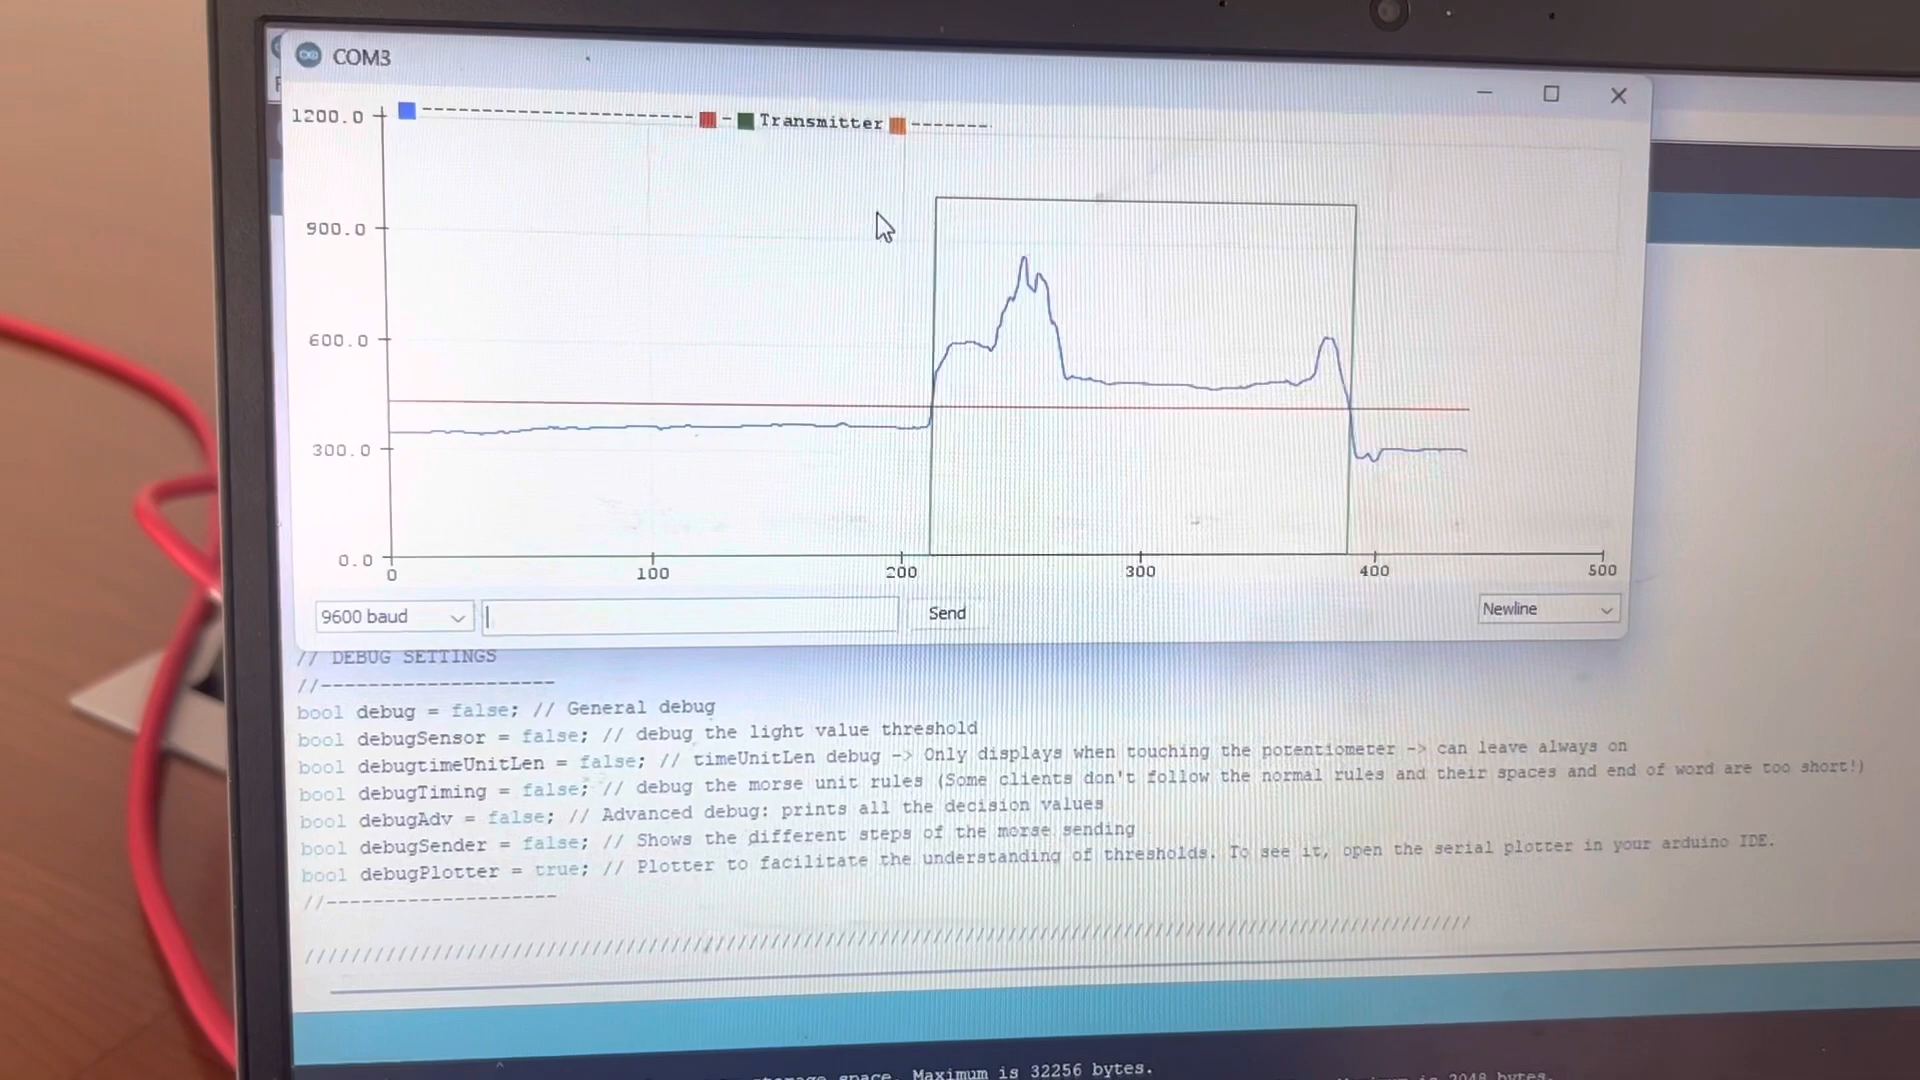 COM3
1200.0 ---------------------- - Transmitter -------
900.0
600.0
300.0
0.0
0 100 200 300 400 500
9600 baud Send Newline
// DEBUG SETTINGS
//--------------------
bool debug = false; // General debug
bool debugSensor = false; // debug the light value threshold
bool debugtimeUnitLen = false; // timeUnitLen debug -> Only displays when touching the potentiometer -> can leave always on
bool debugTiming = false; // debug the morse unit rules (Some clients don't follow the normal rules and their spaces and end of word are too short!)
bool debugAdv = false; // Advanced debug: prints all the decision values
bool debugSender = false; // Shows the different steps of the morse sending
bool debugPlotter = true; // Plotter to facilitate the understanding of thresholds. To see it, open the serial plotter in your arduino IDE.
//--------------------
////////////////////////////////////////////////////////////////////////////////////////////////////
storage space. Maximum is 32256 bytes.
Maximum is 2048 bytes.